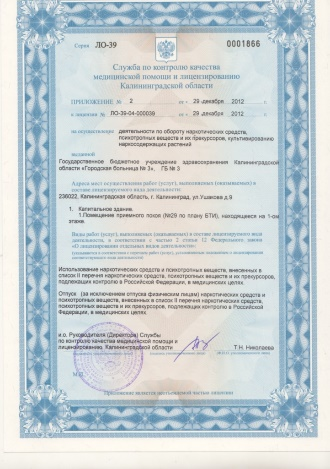 Серия ЛО-39 0001866
Служба по контролю качества
медицинской помощи и лицензированию
Калининградской области
ПРИЛОЖЕНИЕ № 2 от « 29 декабря 2012 »
к лицензии № ЛО-39-04-000039 от « 29 декабря 2012 »
на осуществление деятельности по обороту наркотических средств,
психотропных веществ и их прекурсоров, культивированию
наркосодержащих растений
выданной
Государственное бюджетное учреждение здравоохранения Калининградской
области «Городская больница № 3», ГБ № 3
Адреса мест осуществления работ (услуг), выполняемых (оказываемых) в
составе лицензируемого вида деятельности
236022, Калининградская область, г. Калининград, ул.Ушакова д.9
1. Капитальное здание.
1.Помещение приемного покоя (№29 по плану БТИ), находящееся на 1-ом
этаже.
Виды работ (услуг), выполняемых (оказываемых) в составе лицензируемого вида
деятельности, в соответствии с частью 2 статьи 12 Федерального закона
«О лицензировании отдельных видов деятельности»
Использование наркотических средств и психотропных веществ, внесенных в
список II перечня наркотических средств, психотропных веществ и их прекурсоров,
подлежащих контролю в Российской Федерации, в медицинских целях.
Отпуск (за исключением отпуска физическим лицам) наркотических средств и
психотропных веществ, внесенных в список II перечня наркотических средств,
психотропных веществ и их прекурсоров, подлежащих контролю в Российской
Федерации, в медицинских целях.
и.о. Руководителя (Директора) Службы
по контролю качества медицинской помощи и
лицензированию, Калининградской области Т.Н. Николаева
М.П.
Приложение является неотъемлемой частью лицензии